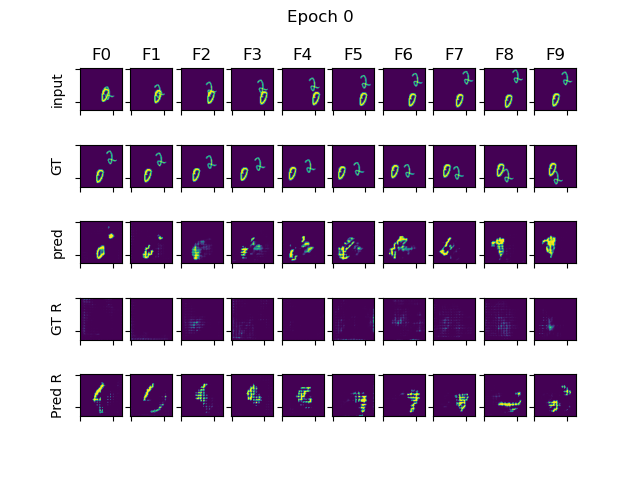 Epoch 0
F0 F1 F2 F3 F4 F5 F6 F7 F8 F9
input
GT
pred
GT R
Pred R